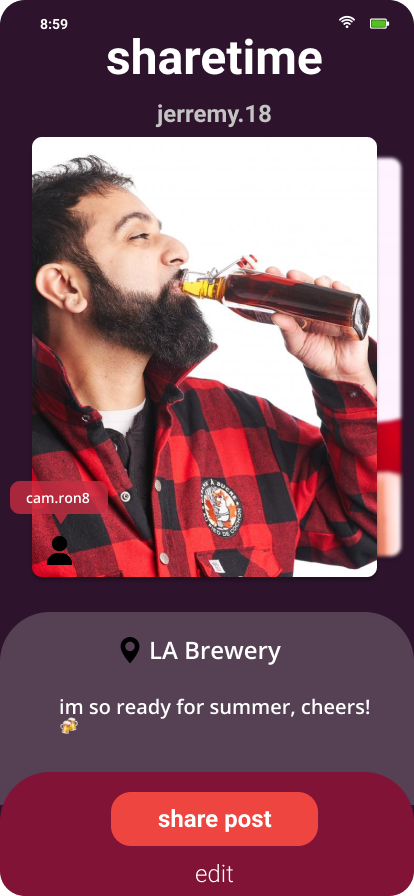 8:59
sharetime
jerremy.18
cam.ron8
LA Brewery
im so ready for summer, cheers!
🍻
share post
edit